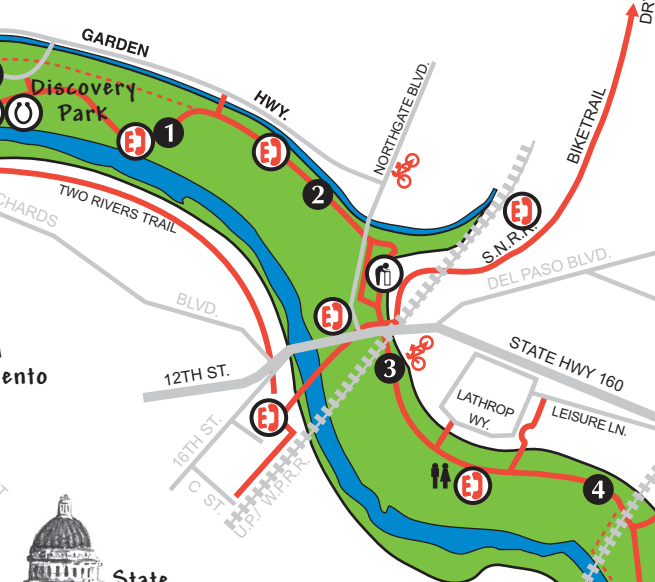 DR
GARDEN
HWY.
NORTHGATE BLVD.
BIKETRAIL
Discovery
Park
E
1
E
2
E
TWO RIVERS TRAIL
CHARDS
BLVD.
S.N.R.R.
DEL PASO BLVD.
E
STATE HWY 160
ento
12TH ST.
3
LATHROP
WY.
LEISURE LN.
E
16TH ST.
C ST.
U.P./ W.P.R.R.
E
4
T
State